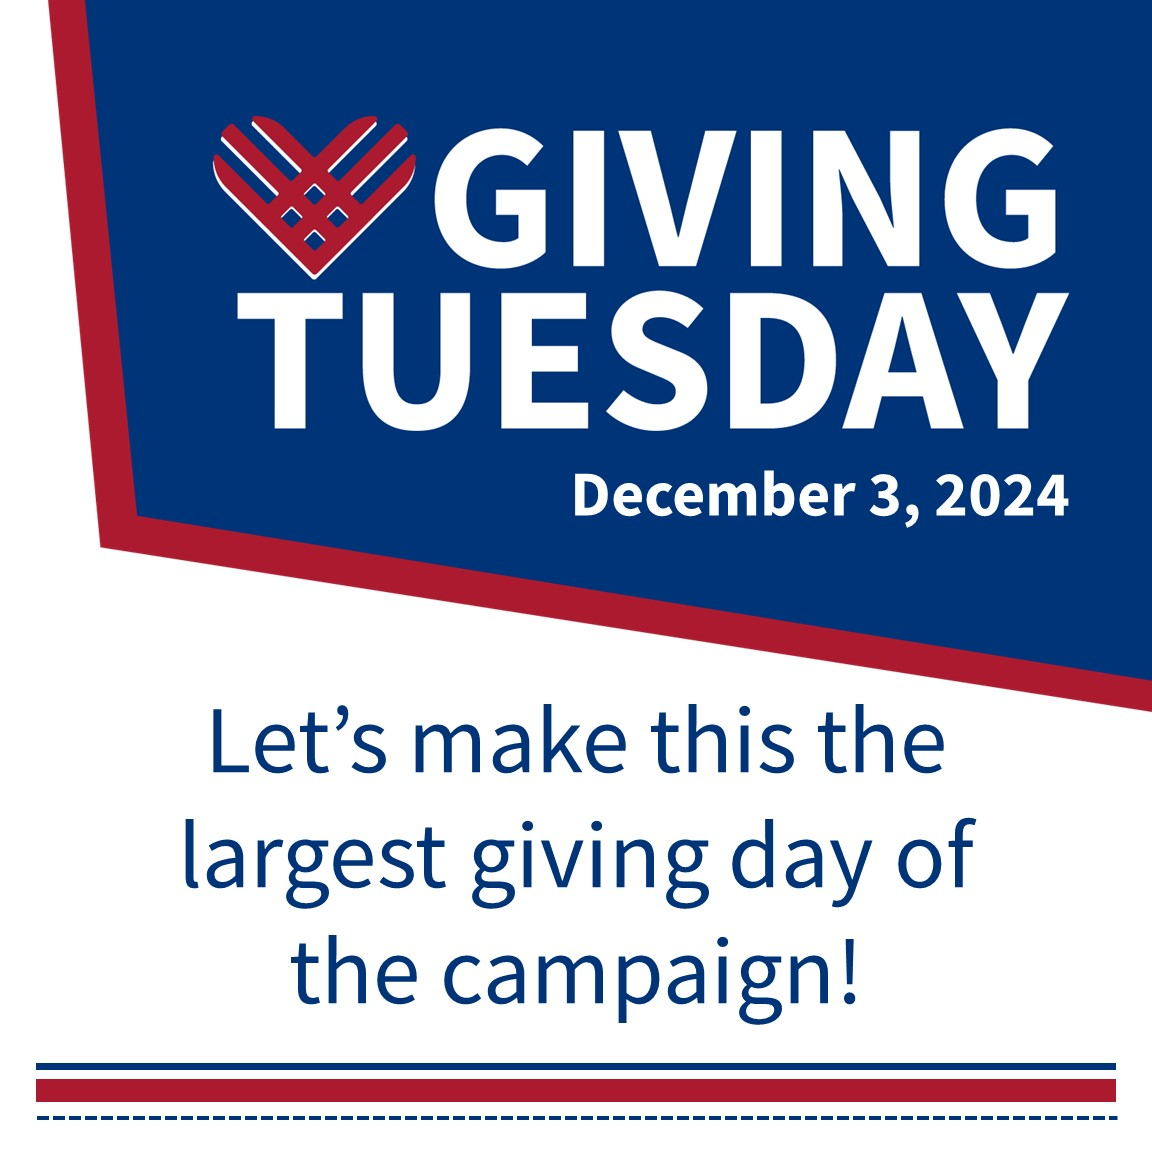 GIVING
TUESDAY
December 3, 2024
Let’s make this the
largest giving day of
the campaign!